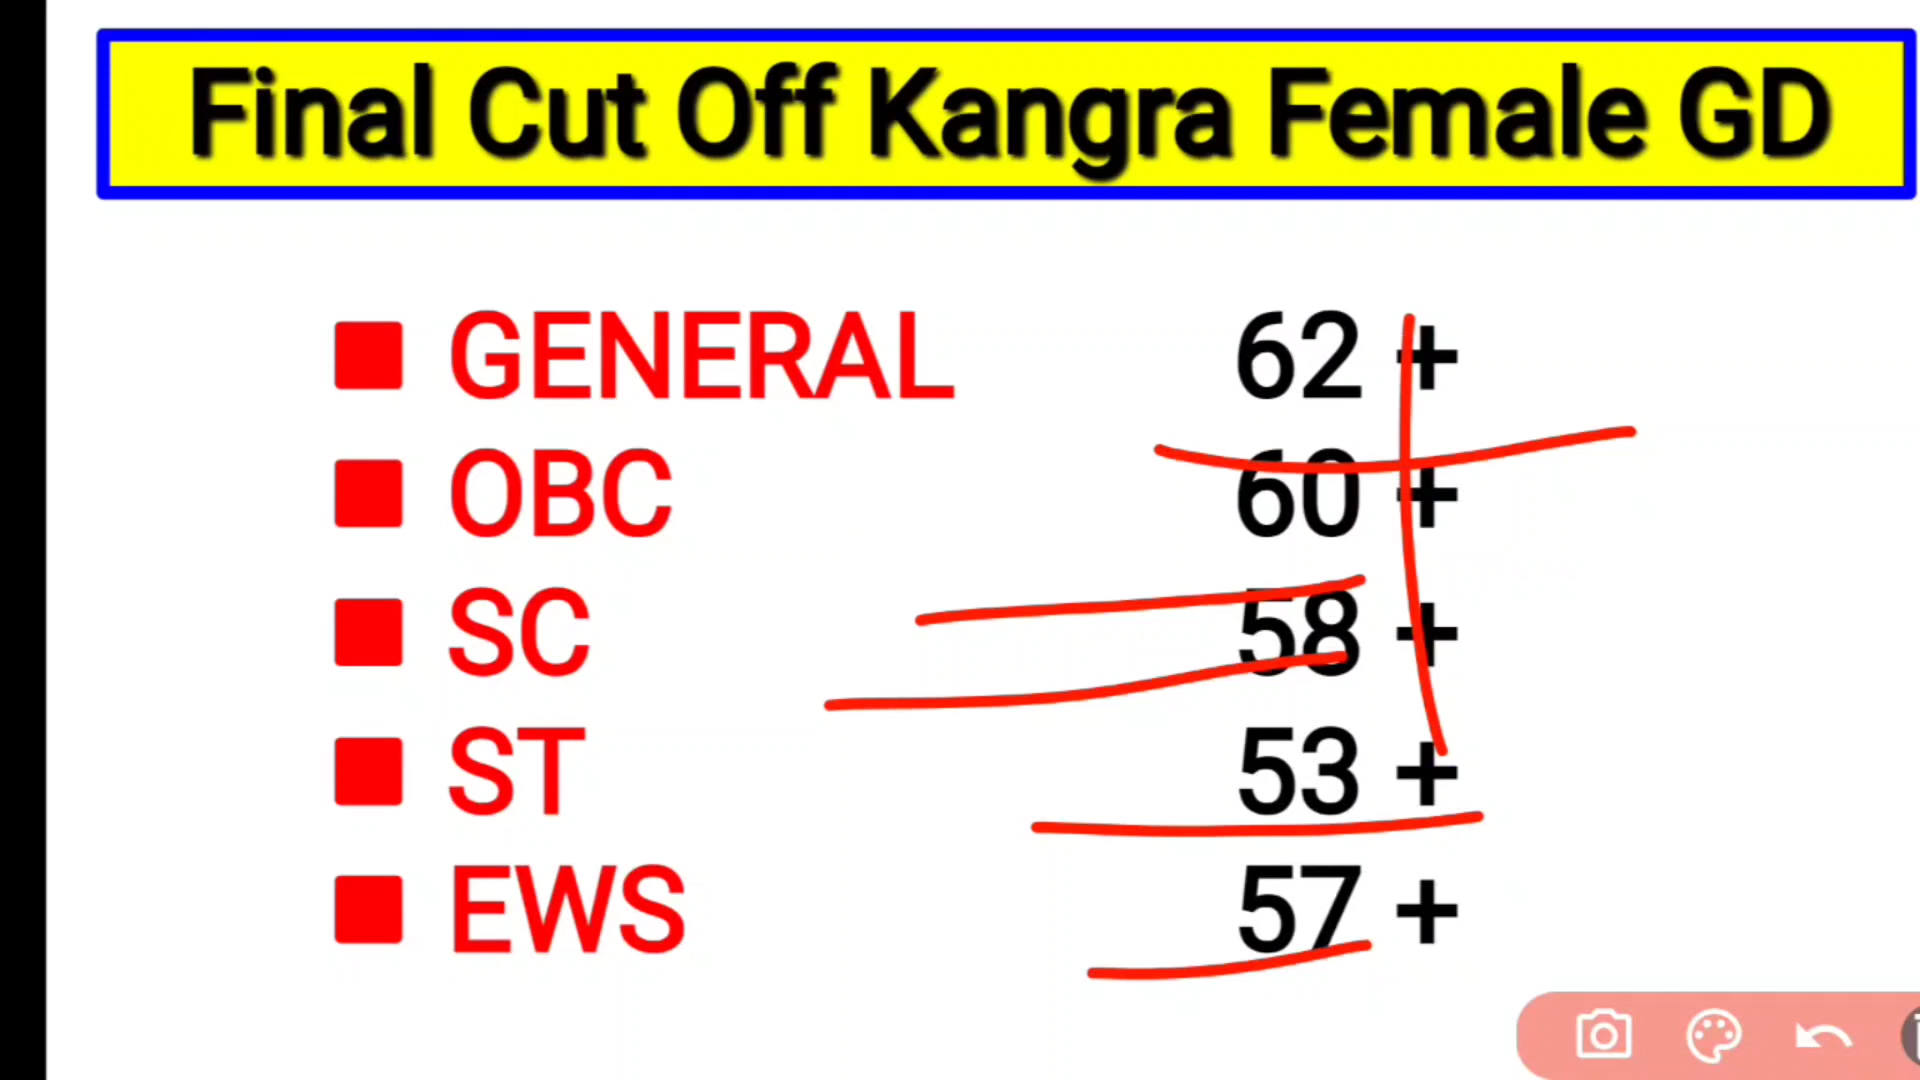 Final Cut Off Kangra Female GD
GENERAL 62 +
OBC 60 +
SC 58 +
ST 53 +
EWS 57 +